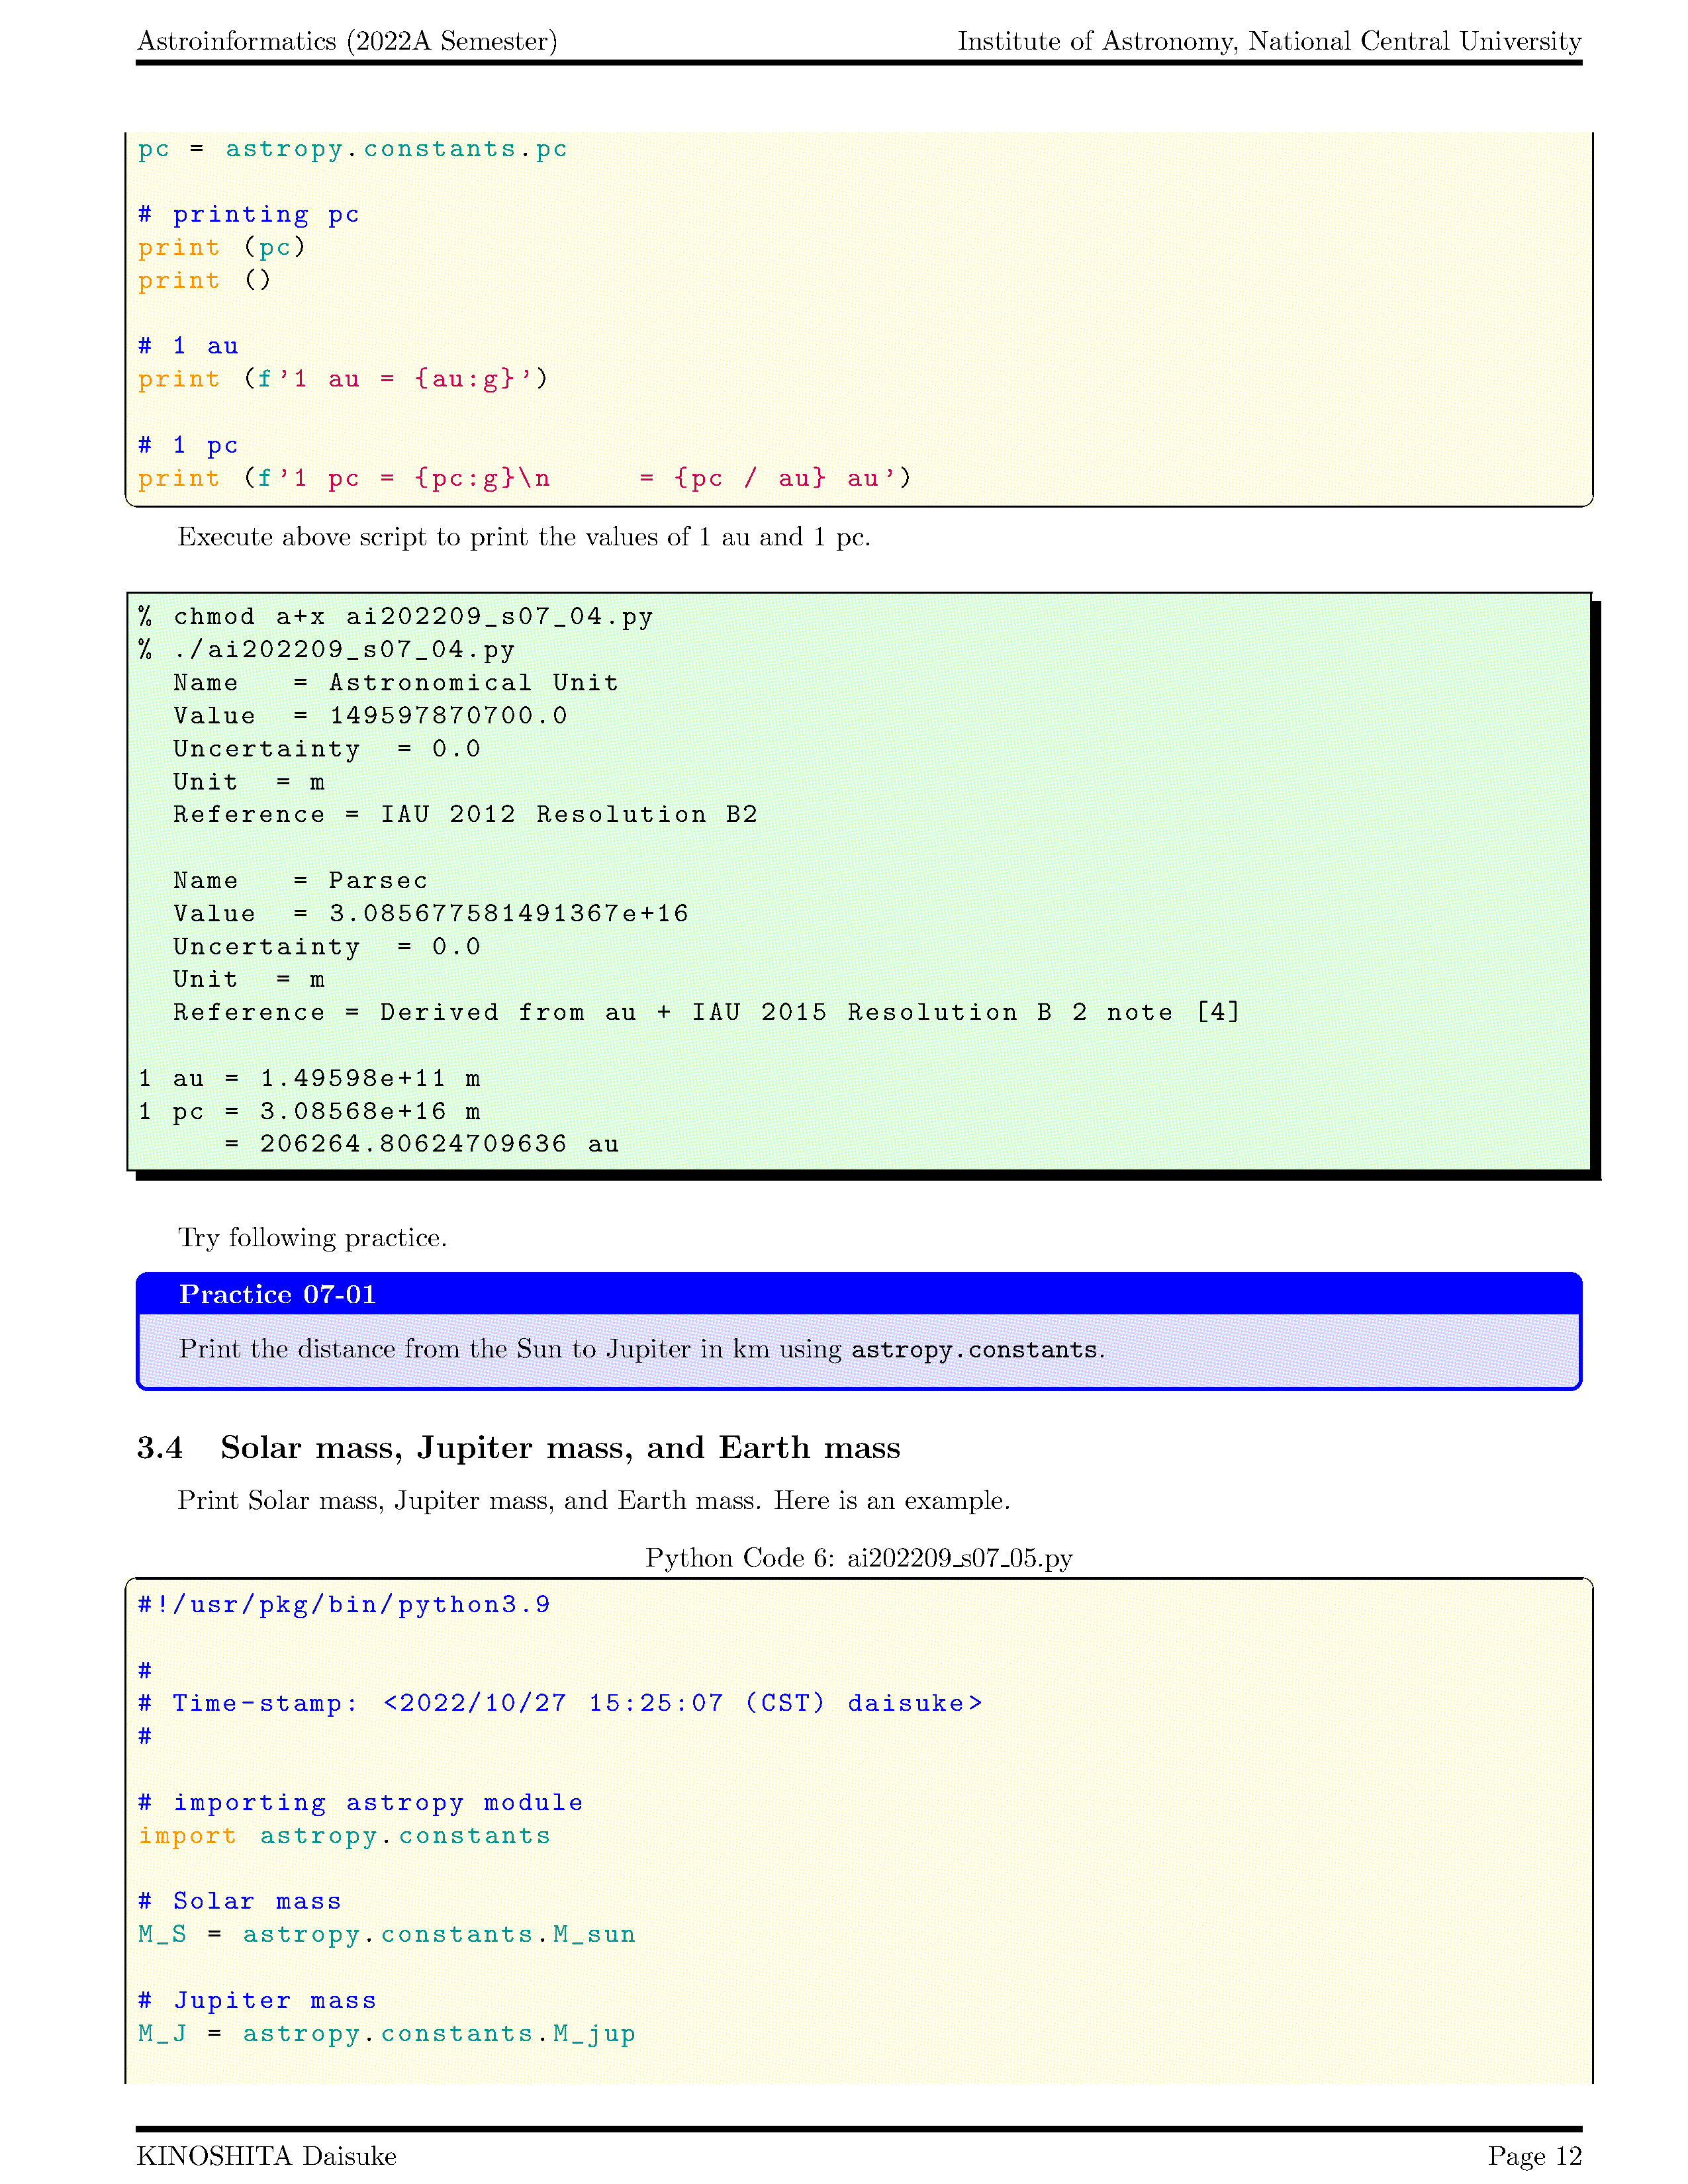 Astroinformatics (2022A Semester) Institute of Astronomy, National Central University
pc = astropy.constants.pc
# printing pc
print (pc)
print ()
# 1 au
print (f'1 au = {au:g}')
# 1 pc
print (f'1 pc = {pc:g}\n     = {pc / au} au')
Execute above script to print the values of 1 au and 1 pc.
% chmod a+x ai202209_s07_04.py
% ./ai202209_s07_04.py
  Name   = Astronomical Unit
  Value  = 149597870700.0
  Uncertainty  = 0.0
  Unit  = m
  Reference = IAU 2012 Resolution B2
  Name   = Parsec
  Value  = 3.085677581491367e+16
  Uncertainty  = 0.0
  Unit  = m
  Reference = Derived from au + IAU 2015 Resolution B 2 note [4]
1 au = 1.49598e+11 m
1 pc = 3.08568e+16 m
     = 206264.80624709636 au
Try following practice.
Practice 07-01
Print the distance from the Sun to Jupiter in km using astropy.constants.
3.4 Solar mass, Jupiter mass, and Earth mass
Print Solar mass, Jupiter mass, and Earth mass. Here is an example.
Python Code 6: ai202209_s07_05.py
#!/usr/pkg/bin/python3.9
#
# Time-stamp: <2022/10/27 15:25:07 (CST) daisuke>
#
# importing astropy module
import astropy.constants
# Solar mass
M_S = astropy.constants.M_sun
# Jupiter mass
M_J = astropy.constants.M_jup
KINOSHITA Daisuke Page 12